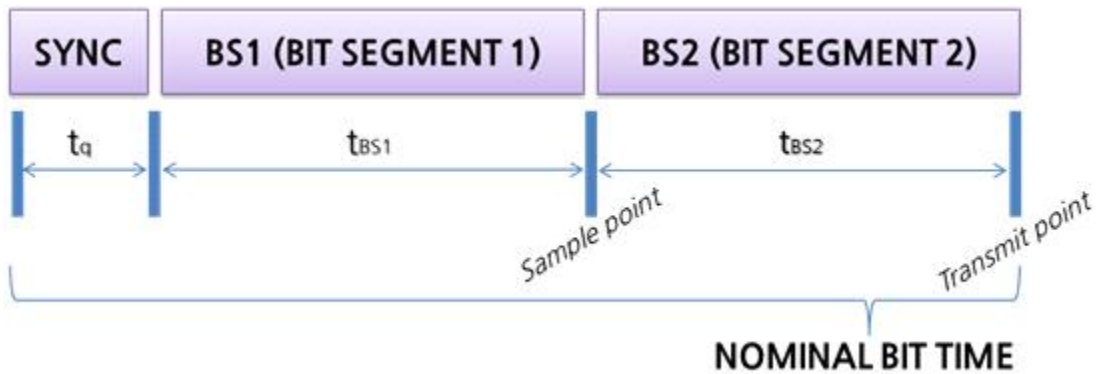 SYNC
BS1 (BIT SEGMENT 1)
BS2 (BIT SEGMENT 2)
tq
tBS1
tBS2
Sample point
Transmit point
NOMINAL BIT TIME